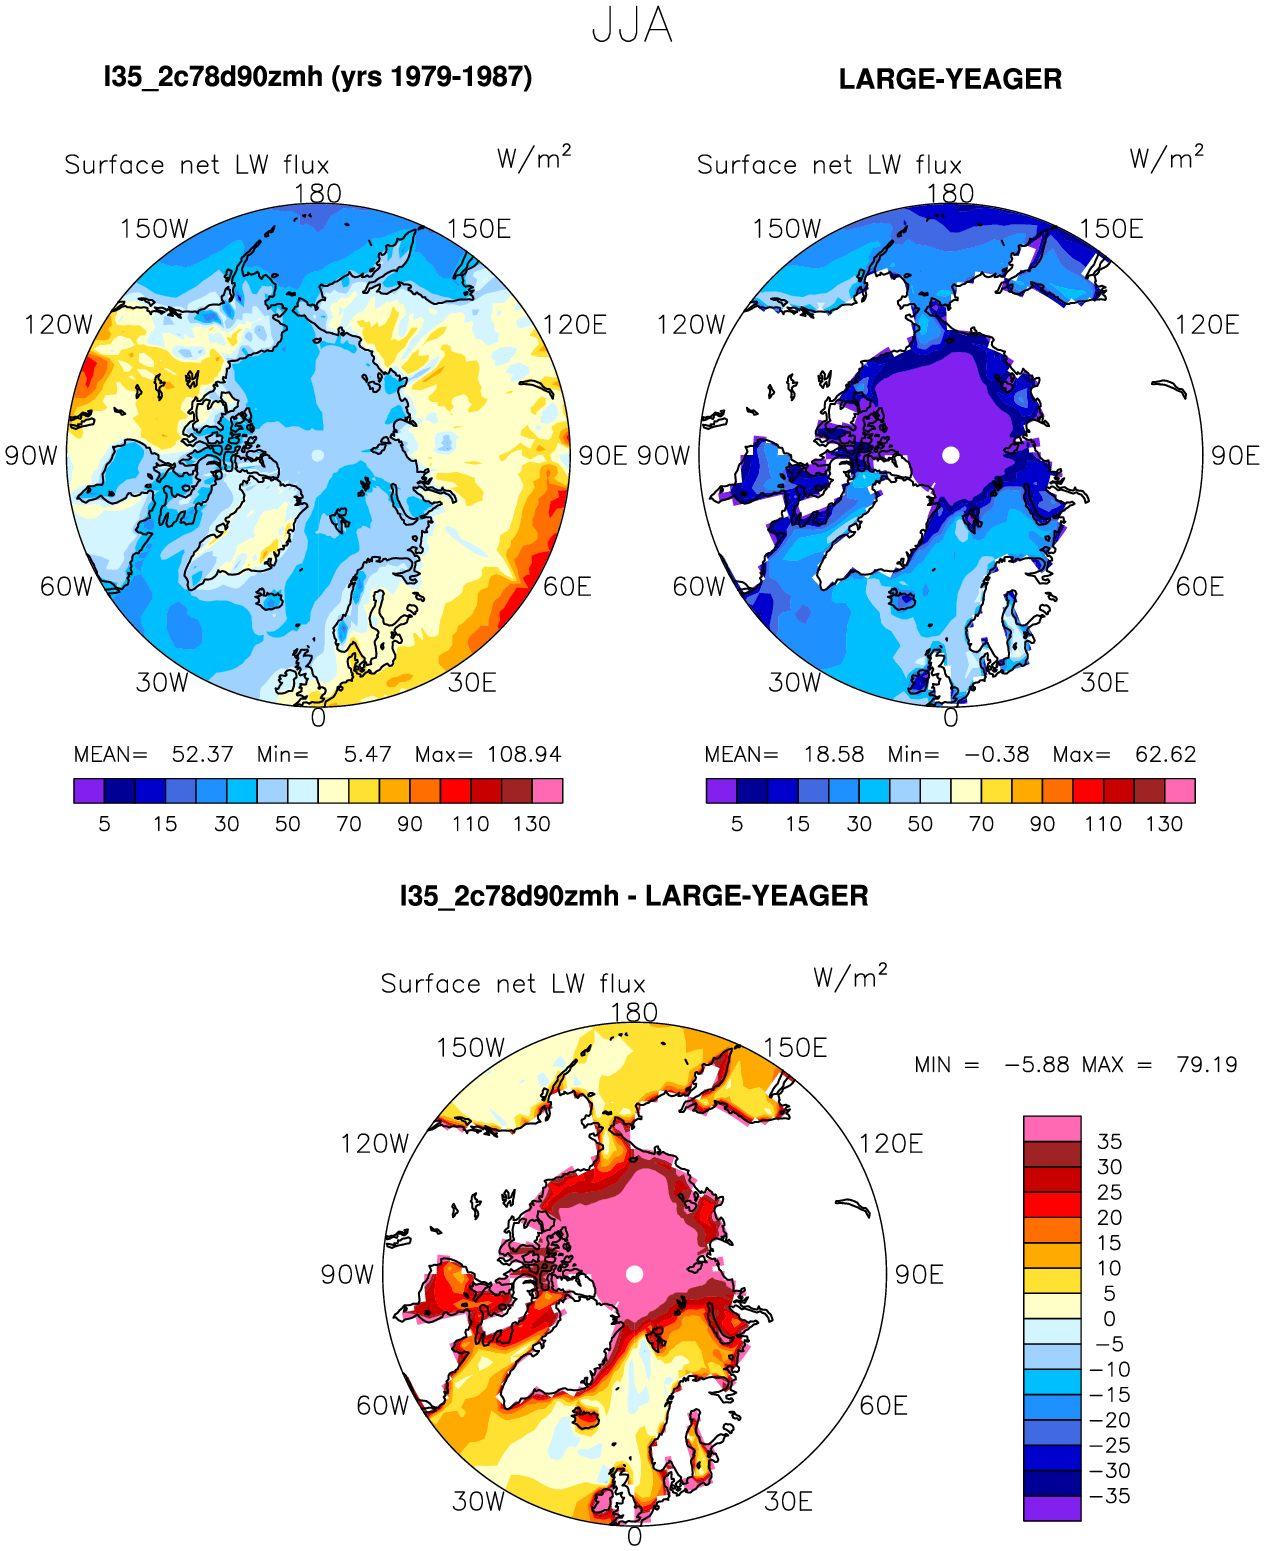 JJA
I35_2c78d90zmh (yrs 1979-1987)
Surface net LW flux W/m2
180
150W 150E
120W 120E
90W 90E
60W 60E
30W 30E
0
MEAN= 52.37 Min= 5.47 Max= 108.94
5 15 30 50 70 90 110 130
LARGE-YEAGER
Surface net LW flux W/m2
180
150W 150E
120W 120E
90W 90E
60W 60E
30W 30E
0
MEAN= 18.58 Min= −0.38 Max= 62.62
5 15 30 50 70 90 110 130
I35_2c78d90zmh - LARGE-YEAGER
Surface net LW flux W/m2
180
150W 150E
120W 120E
90W 90E
60W 60E
30W 30E
0
MIN = −5.88 MAX = 79.19
35
30
25
20
15
10
5
0
−5
−10
−15
−20
−25
−30
−35